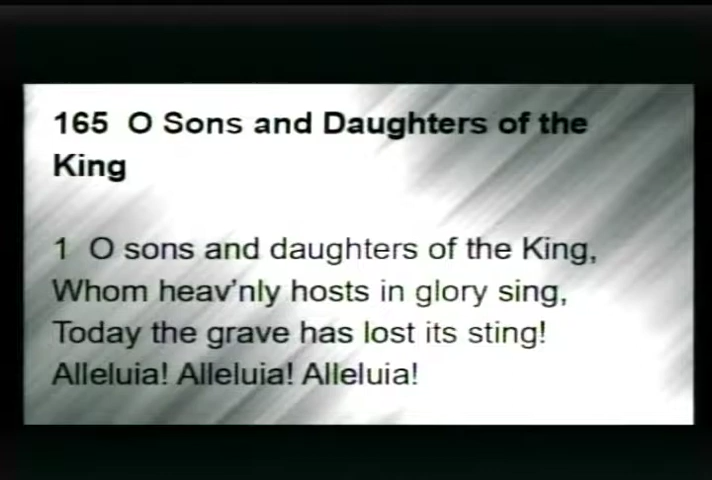 165 O Sons and Daughters of the
King
1 O sons and daughters of the King,
Whom heav'nly hosts in glory sing,
Today the grave has lost its sting!
Alleluia! Alleluia! Alleluia!